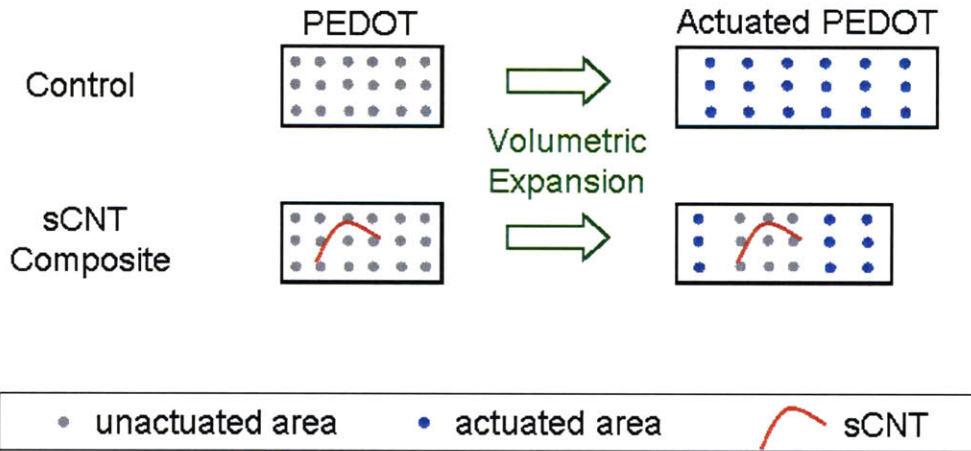 PEDOT
Actuated PEDOT
Control
Volumetric
Expansion
sCNT
Composite
unactuated area
actuated area
sCNT